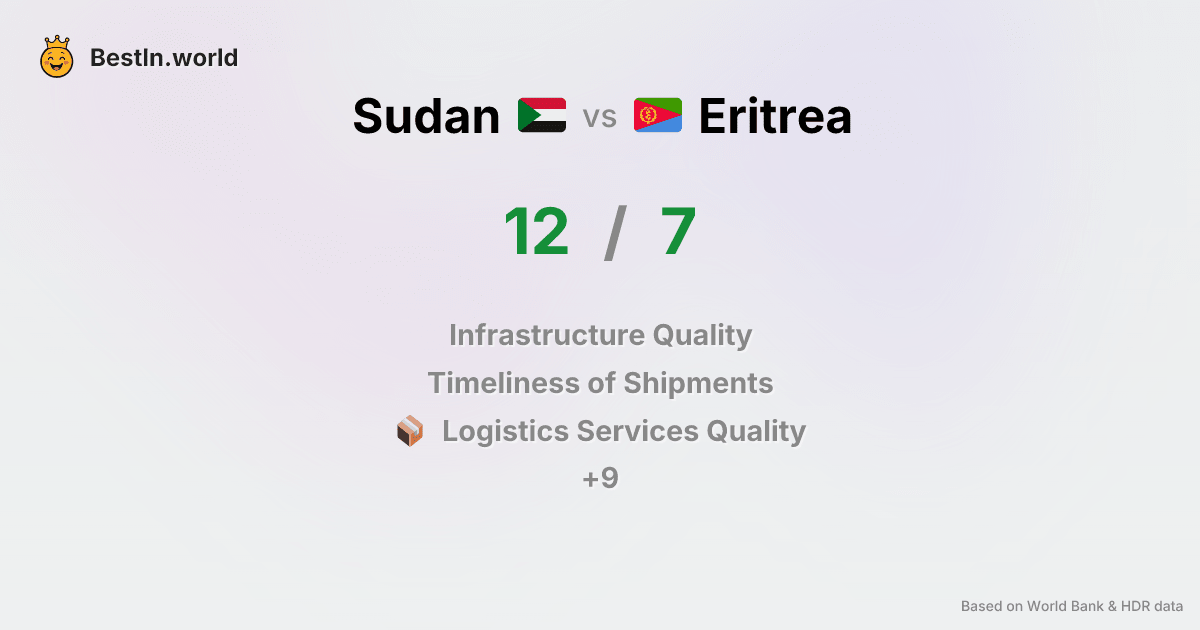 BestIn.world
Sudan vs Eritrea
12 / 7
Infrastructure Quality
Timeliness of Shipments
Logistics Services Quality
+9
Based on World Bank & HDR data